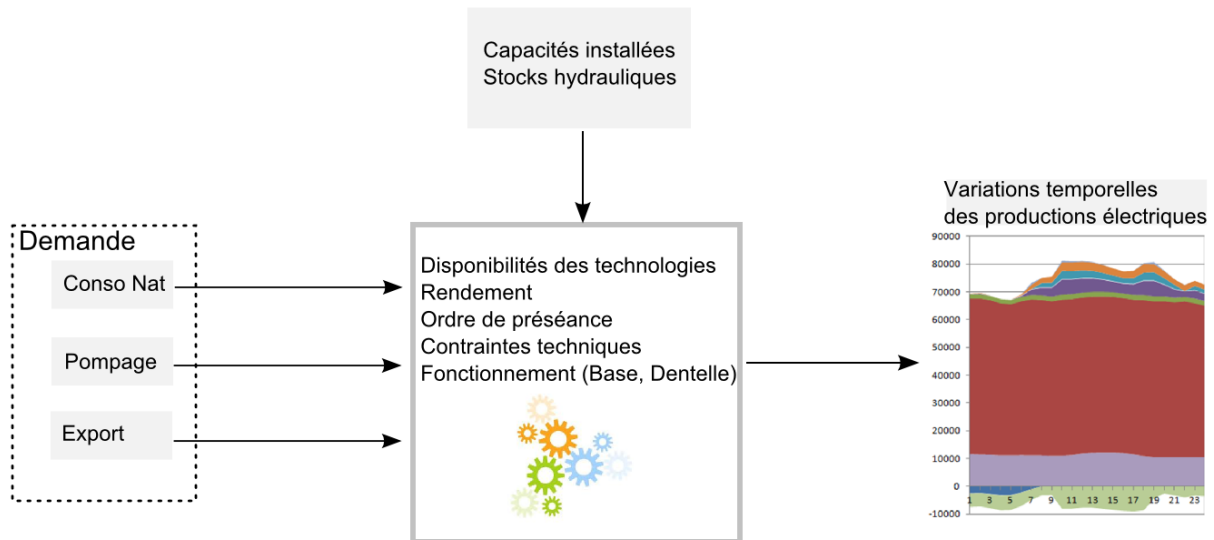 Capacités installées
Stocks hydrauliques
Demande
Conso Nat
Pompage
Export
Disponibilités des technologies
Rendement
Ordre de préséance
Contraintes techniques
Fonctionnement (Base, Dentelle)
Variations temporelles
des productions électriques
90000
80000
70000
60000
50000
40000
30000
20000
10000
0
-10000
1 3 5 7 9 11 13 15 17 19 21 23